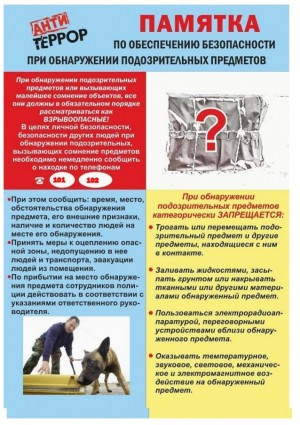 АНТИ
ТЕРРОР
ПАМЯТКА
ПО ОБЕСПЕЧЕНИЮ БЕЗОПАСНОСТИ
ПРИ ОБНАРУЖЕНИИ ПОДОЗРИТЕЛЬНЫХ ПРЕДМЕТОВ
При обнаружении подозрительных
предметов или вызывающих
малейшее сомнение объектов, все
они должны в обязательном порядке
рассматриваться как
ВЗРЫВООПАСНЫЕ!
В целях личной безопасности,
безопасности других людей при
обнаружении подозрительных,
вызывающих сомнение предметов
необходимо немедленно сообщить
о находке по телефонам
101
102
•При этом сообщить: время, место,
обстоятельства обнаружения
предмета, его внешние признаки,
наличие и количество людей на
месте его обнаружения.
•Принять меры к оцеплению опас-
ной зоны, недопущению в нее
людей и транспорта, эвакуации
людей из помещения.
•По прибытии на место обнаруже-
ния предмета сотрудников поли-
ции действовать в соответствии с
указаниями ответственного руко-
водителя.
?
При обнаружении
подозрительных предметов
категорически ЗАПРЕЩАЕТСЯ:
• Трогать или перемещать подо-
зрительный предмет и другие
предметы, находящиеся с ним
в контакте.
• Заливать жидкостями, засы-
пать грунтом или накрывать
тканными или другими матери-
алами обнаруженный предмет.
• Пользоваться электрорадиоап-
паратурой, переговорными
устройствами вблизи обнару-
женного предмета.
• Оказывать температурное,
звуковое, световое, механичес-
кое и электромагнитное воз-
действие на обнаруженный
предмет.